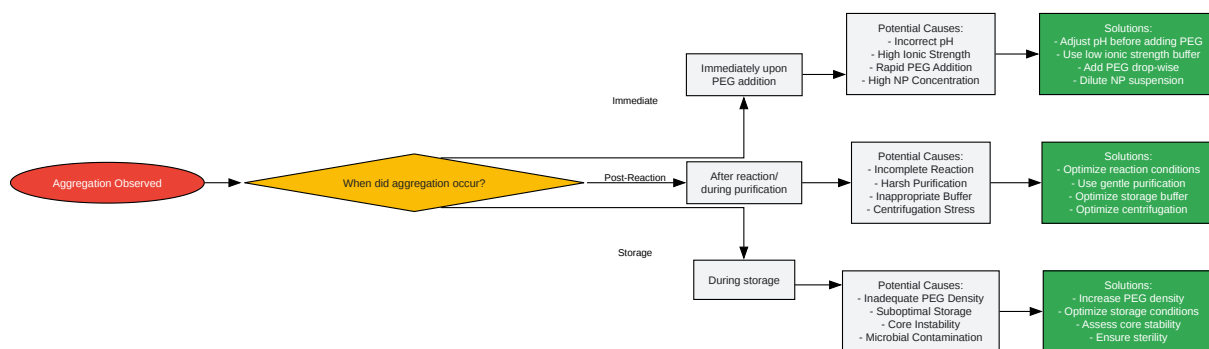 Aggregation Observed
When did aggregation occur?
Immediate
Immediately upon
PEG addition
Potential Causes:
- Incorrect pH
- High Ionic Strength
- Rapid PEG Addition
- High NP Concentration
Solutions:
- Adjust pH before adding PEG
- Use low ionic strength buffer
- Add PEG drop-wise
- Dilute NP suspension
Post-Reaction
After reaction/
during purification
Potential Causes:
- Incomplete Reaction
- Harsh Purification
- Inappropriate Buffer
- Centrifugation Stress
Solutions:
- Optimize reaction conditions
- Use gentle purification
- Optimize storage buffer
- Optimize centrifugation
Storage
During storage
Potential Causes:
- Inadequate PEG Density
- Suboptimal Storage
- Core Instability
- Microbial Contamination
Solutions:
- Increase PEG density
- Optimize storage conditions
- Assess core stability
- Ensure sterility